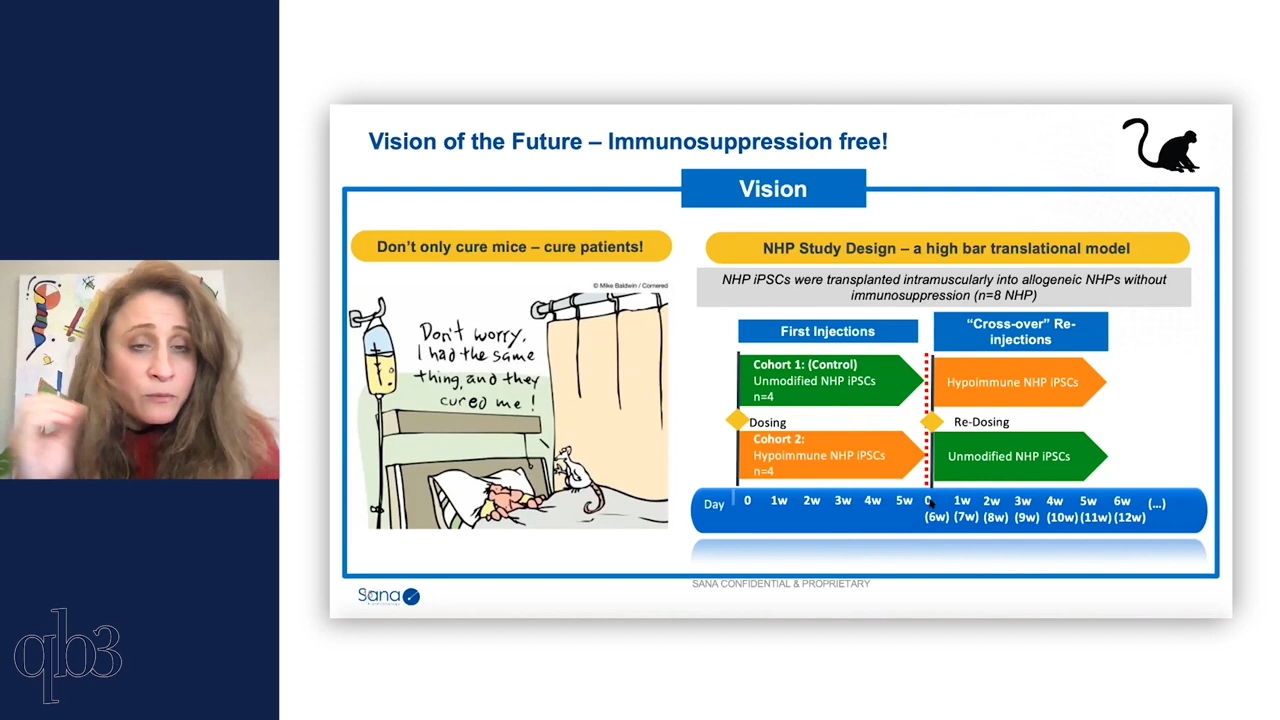 Vision of the Future – Immunosuppression free!
Vision
Don't only cure mice – cure patients!
© Mike Baldwin / Cornered
Don't worry,
I had the same
thing, and they
cured me!
NHP Study Design – a high bar translational model
NHP iPSCs were transplanted intramuscularly into allogeneic NHPs without
immunosuppression (n=8 NHP)
First Injections
"Cross-over" Re-
injections
Cohort 1: (Control)
Unmodified NHP iPSCs
n=4
Hypoimmune NHP iPSCs
Dosing
Re-Dosing
Cohort 2:
Hypoimmune NHP iPSCs
n=4
Unmodified NHP iPSCs
Day 0 1w 2w 3w 4w 5w 0 1w 2w 3w 4w 5w 6w (...)
(6w) (7w) (8w) (9w) (10w) (11w) (12w)
SANA CONFIDENTIAL & PROPRIETARY
Sana
qb3